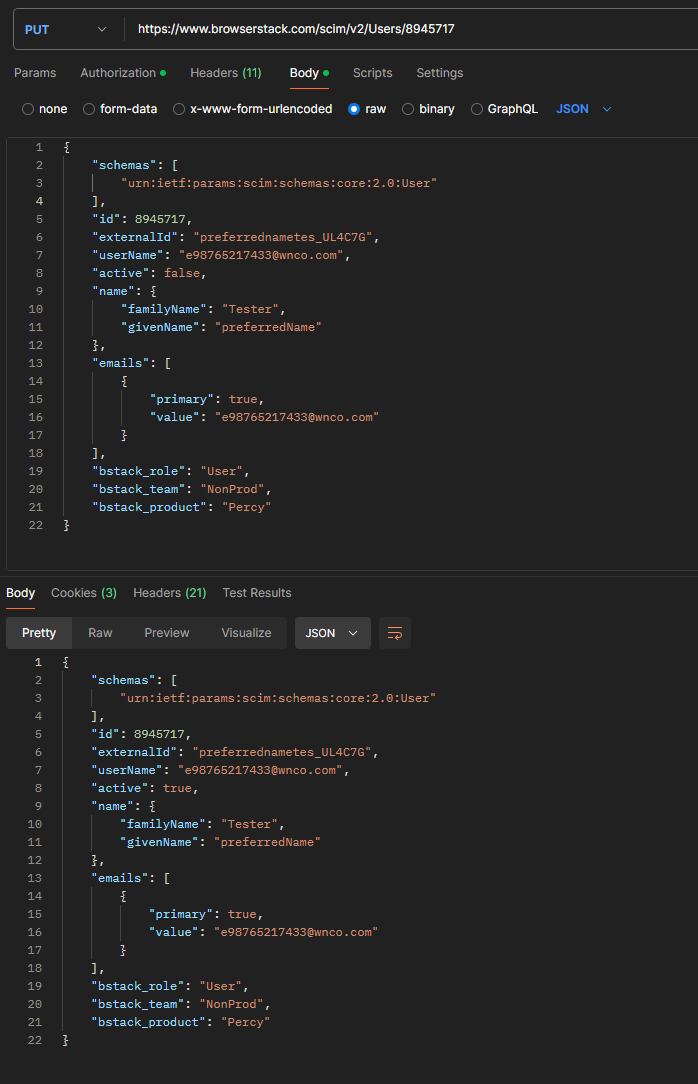 PUT https://www.browserstack.com/scim/v2/Users/8945717
Params Authorization Headers (11) Body Scripts Settings
none form-data x-www-form-urlencoded raw binary GraphQL JSON
1 {
2 "schemas": [
3 "urn:ietf:params:scim:schemas:core:2.0:User"
4 ],
5 "id": 8945717,
6 "externalId": "preferrednametes_UL4C7G",
7 "userName": "e98765217433@wnco.com",
8 "active": false,
9 "name": {
10 "familyName": "Tester",
11 "givenName": "preferredName"
12 },
13 "emails": [
14 {
15 "primary": true,
16 "value": "e98765217433@wnco.com"
17 }
18 ],
19 "bstack_role": "User",
20 "bstack_team": "NonProd",
21 "bstack_product": "Percy"
22 }
Body Cookies (3) Headers (21) Test Results
Pretty Raw Preview Visualize JSON
1 {
2 "schemas": [
3 "urn:ietf:params:scim:schemas:core:2.0:User"
4 ],
5 "id": 8945717,
6 "externalId": "preferrednametes_UL4C7G",
7 "userName": "e98765217433@wnco.com",
8 "active": true,
9 "name": {
10 "familyName": "Tester",
11 "givenName": "preferredName"
12 },
13 "emails": [
14 {
15 "primary": true,
16 "value": "e98765217433@wnco.com"
17 }
18 ],
19 "bstack_role": "User",
20 "bstack_team": "NonProd",
21 "bstack_product": "Percy"
22 }